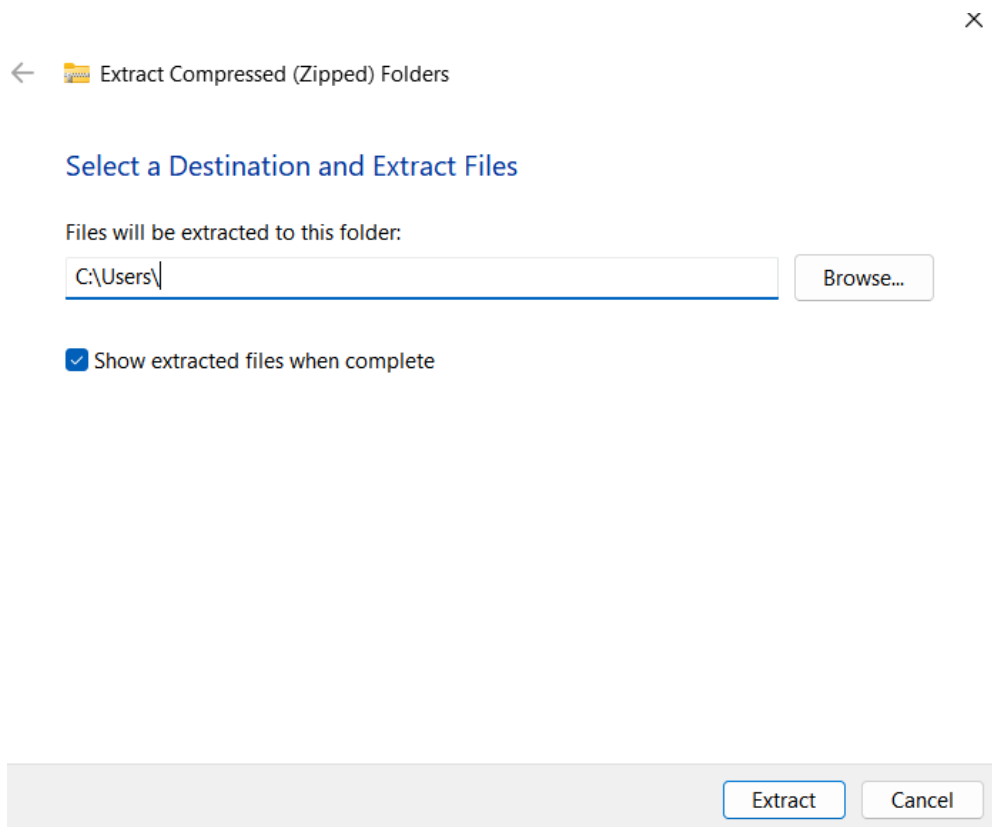 Extract Compressed (Zipped) Folders
Select a Destination and Extract Files
Files will be extracted to this folder:
C:\Users\
Browse...
Show extracted files when complete
Extract
Cancel